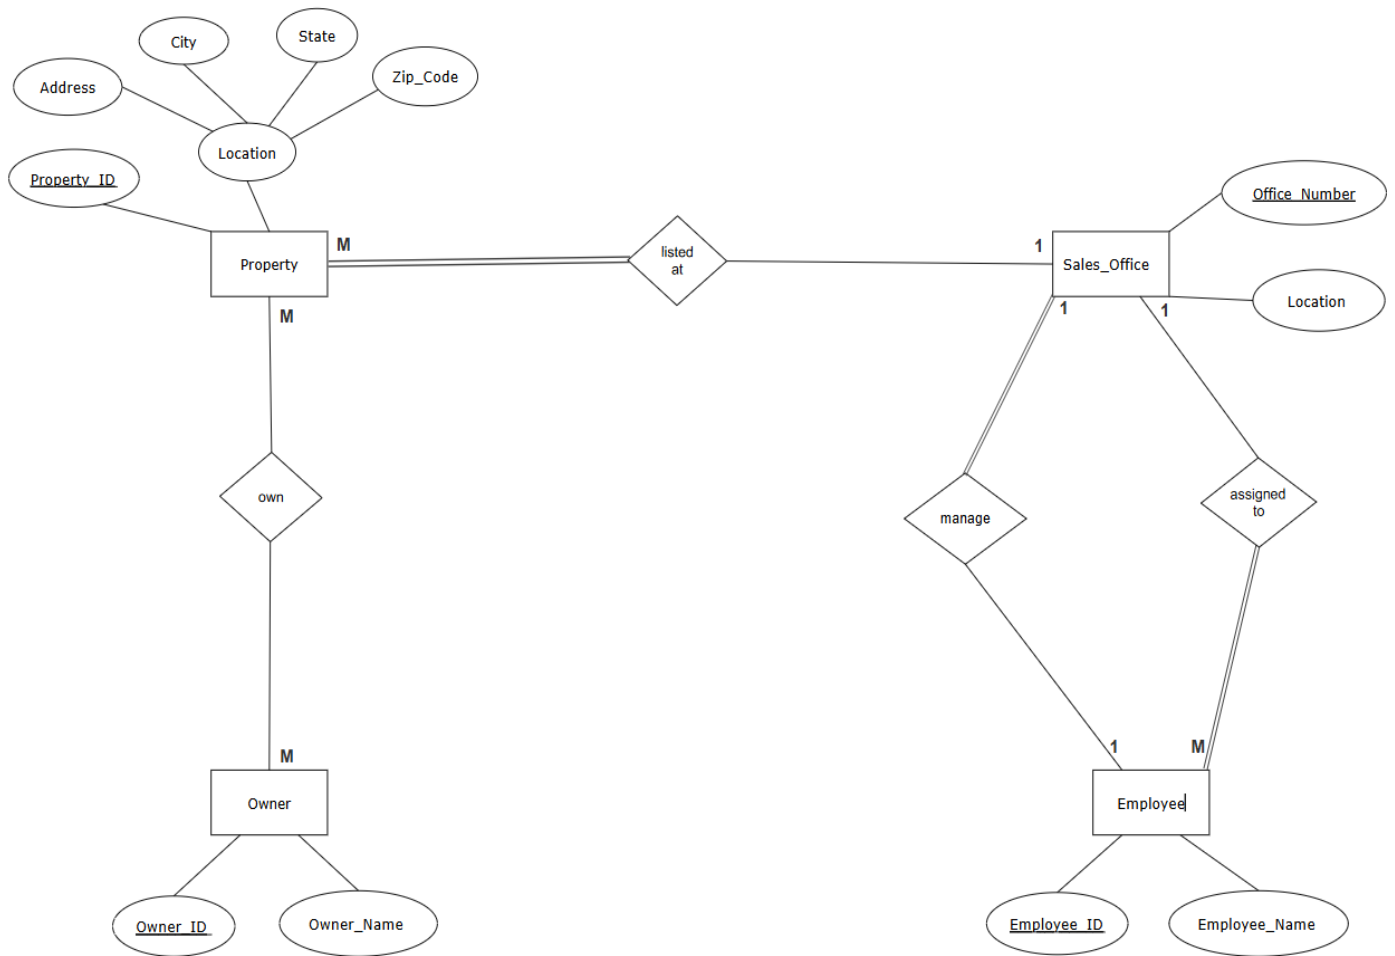 State
City
Zip_Code
Address
Location
Property_ID
Office_Number
M
listed
at
1
Property
Sales_Office
Location
M
1
1
own
manage
assigned
to
M
1
M
Owner
Employee
Owner_ID
Owner_Name
Employee_ID
Employee_Name